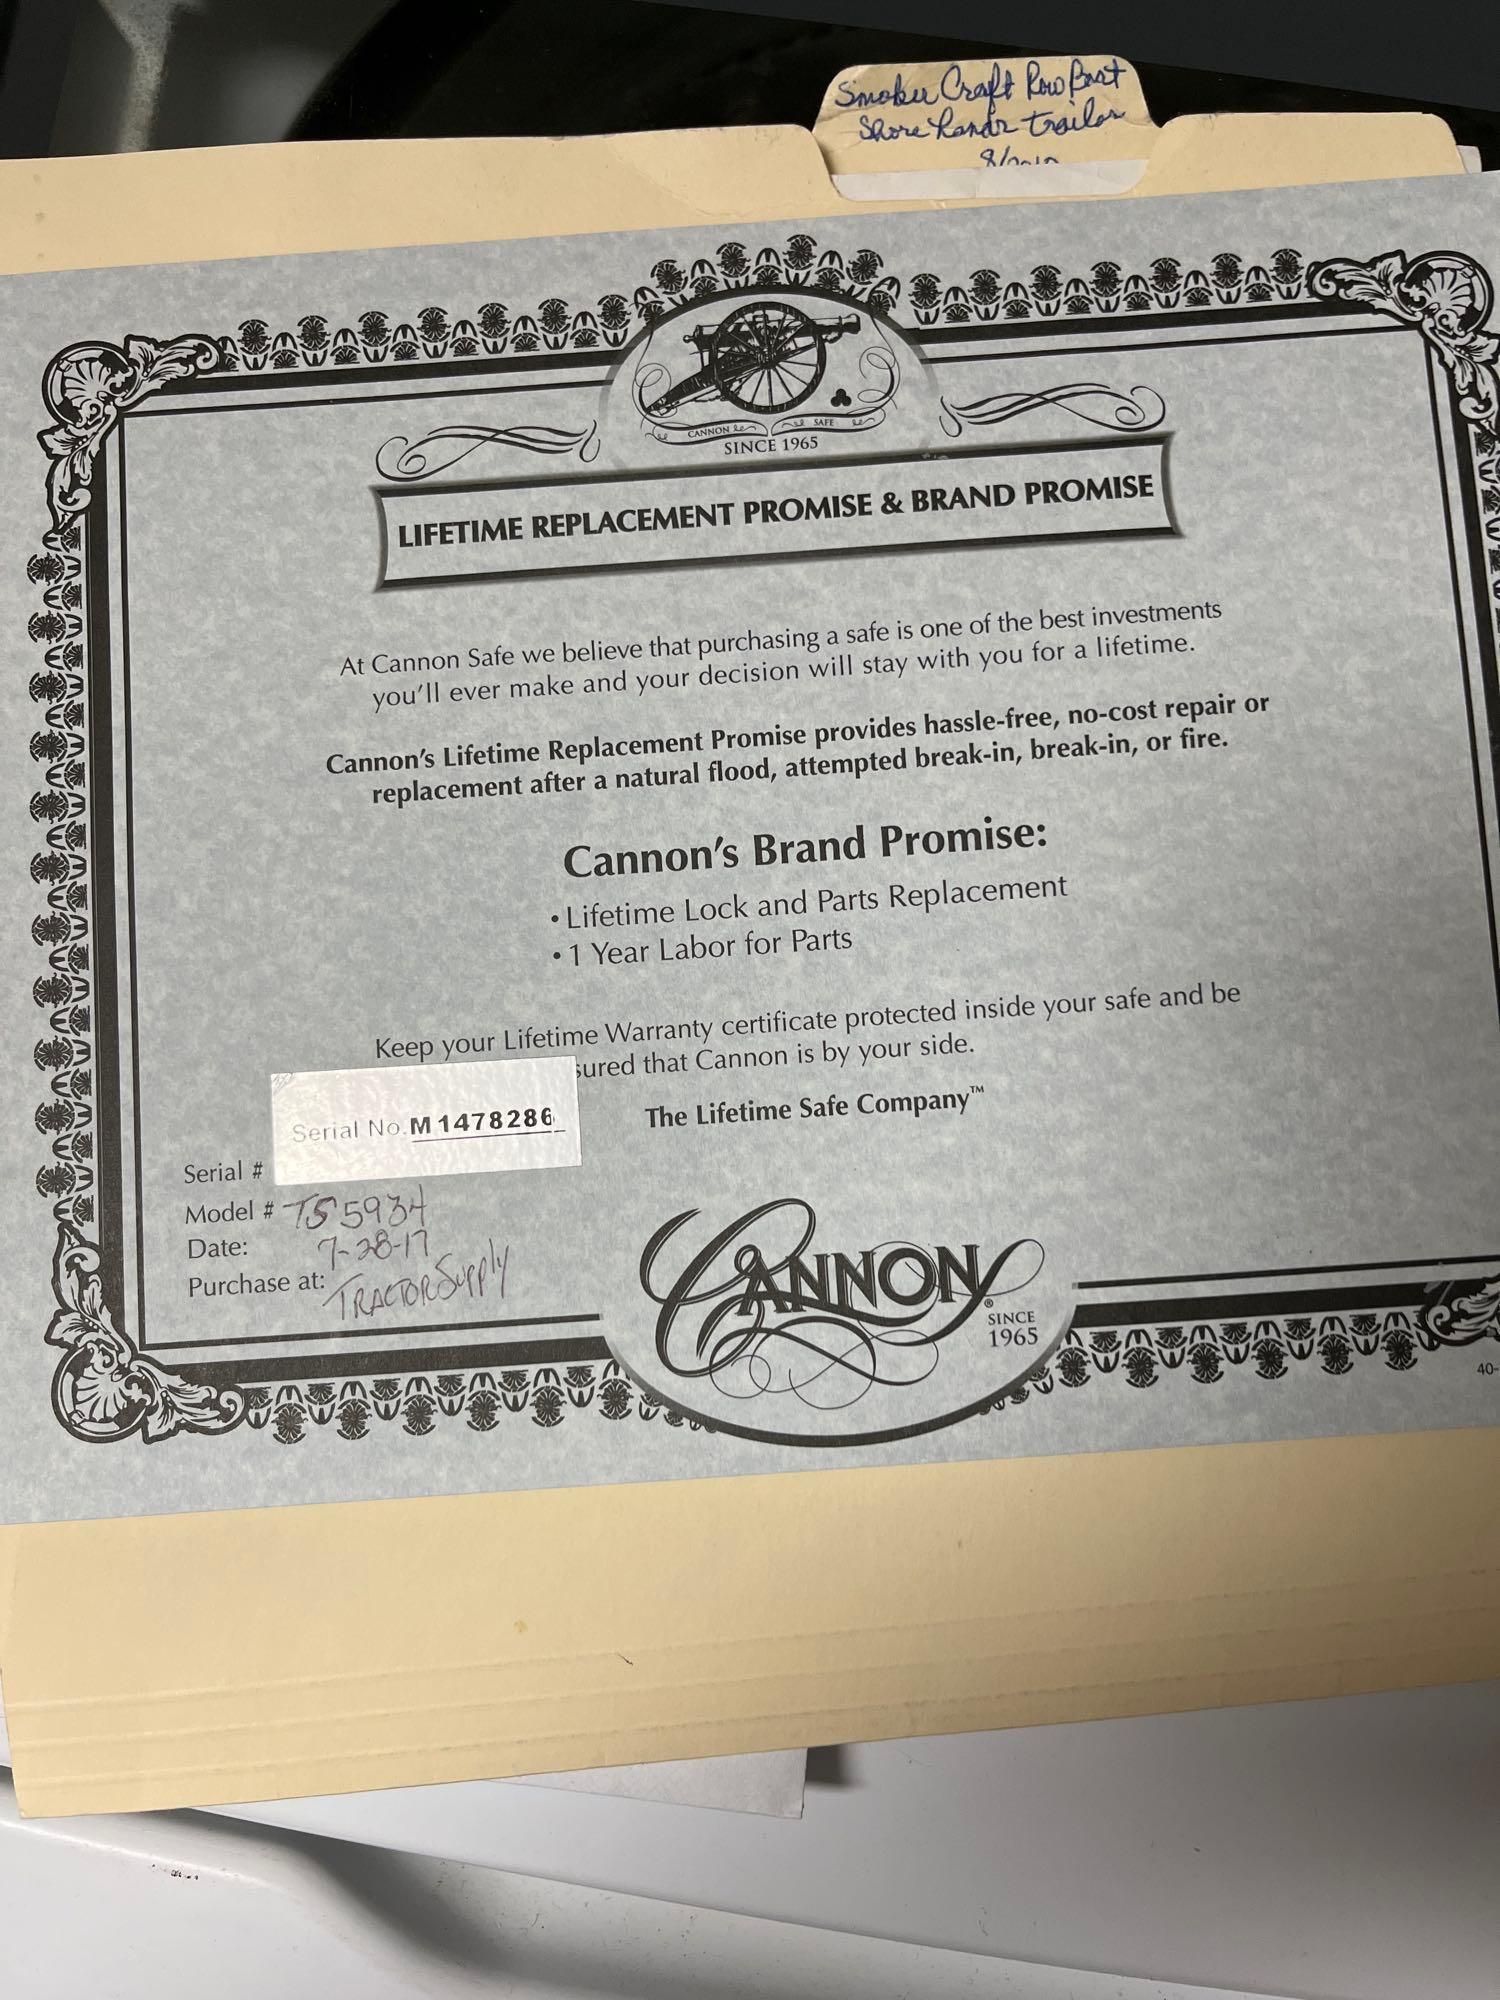 Smoker Craft Row Boat
Shore Landr trailor
CANNON SAFE
SINCE 1965
LIFETIME REPLACEMENT PROMISE & BRAND PROMISE
At Cannon Safe we believe that purchasing a safe is one of the best investments
you'll ever make and your decision will stay with you for a lifetime.
Cannon's Lifetime Replacement Promise provides hassle-free, no-cost repair or
replacement after a natural flood, attempted break-in, break-in, or fire.
Cannon's Brand Promise:
• Lifetime Lock and Parts Replacement
• 1 Year Labor for Parts
Keep your Lifetime Warranty certificate protected inside your safe and be
sured that Cannon is by your side.
The Lifetime Safe Company™
Serial No. M1478286
Serial #
Model # TS5934
Date: 7-28-17
Purchase at: TRACTOR Supply
CANNON®
SINCE
1965
40-